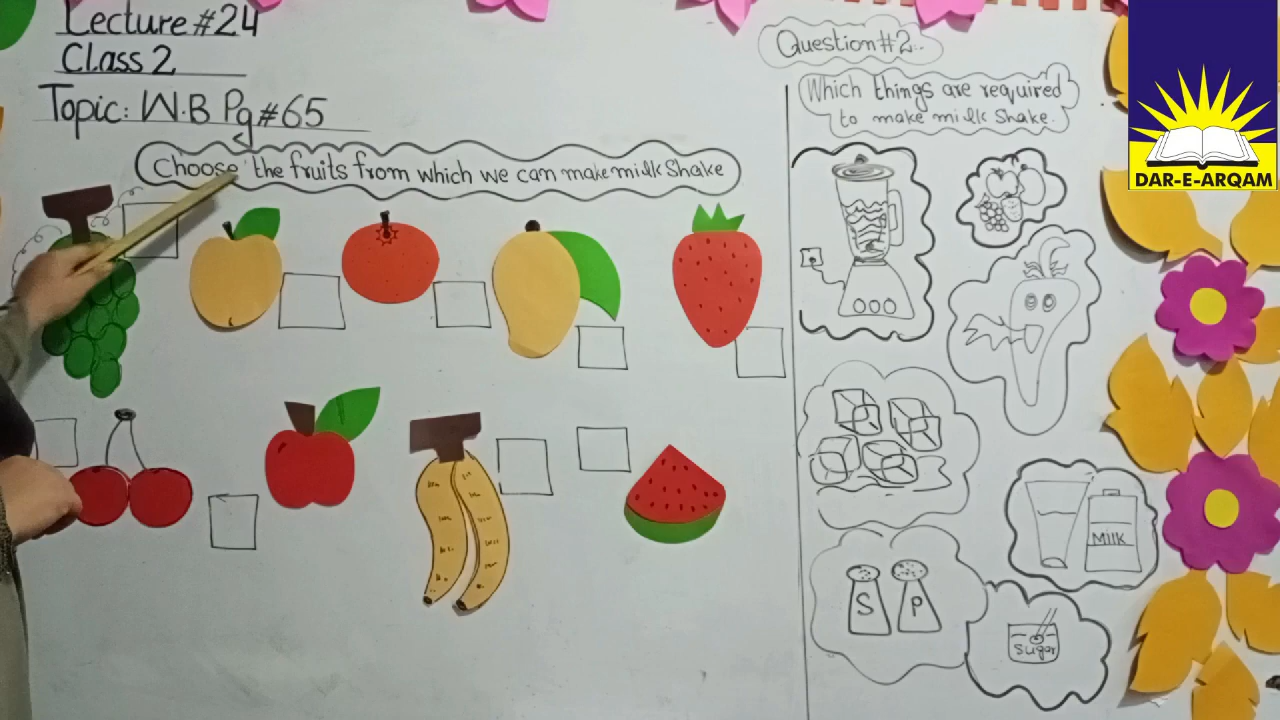 Lecture #24
Class 2
Topic: W.B Pg #65
Choose the fruits from which we can make milk Shake
Question #2:-
Which things are required
to make milk Shake.
Milk
S P
Sugar
DAR-E-ARQAM